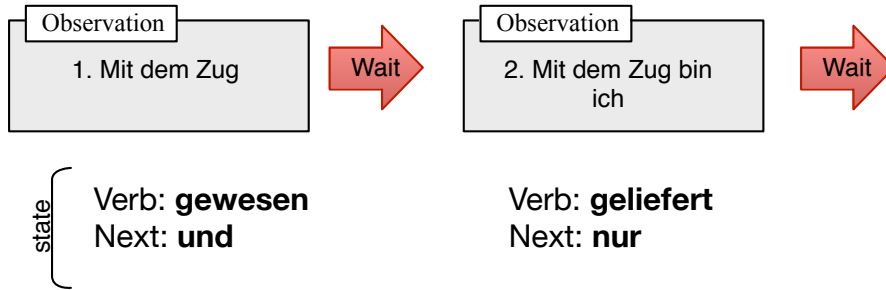 Observation
1. Mit dem Zug
Wait
Observation
2. Mit dem Zug bin
ich
Wait
state
Verb: gewesen
Next: und
Verb: geliefert
Next: nur